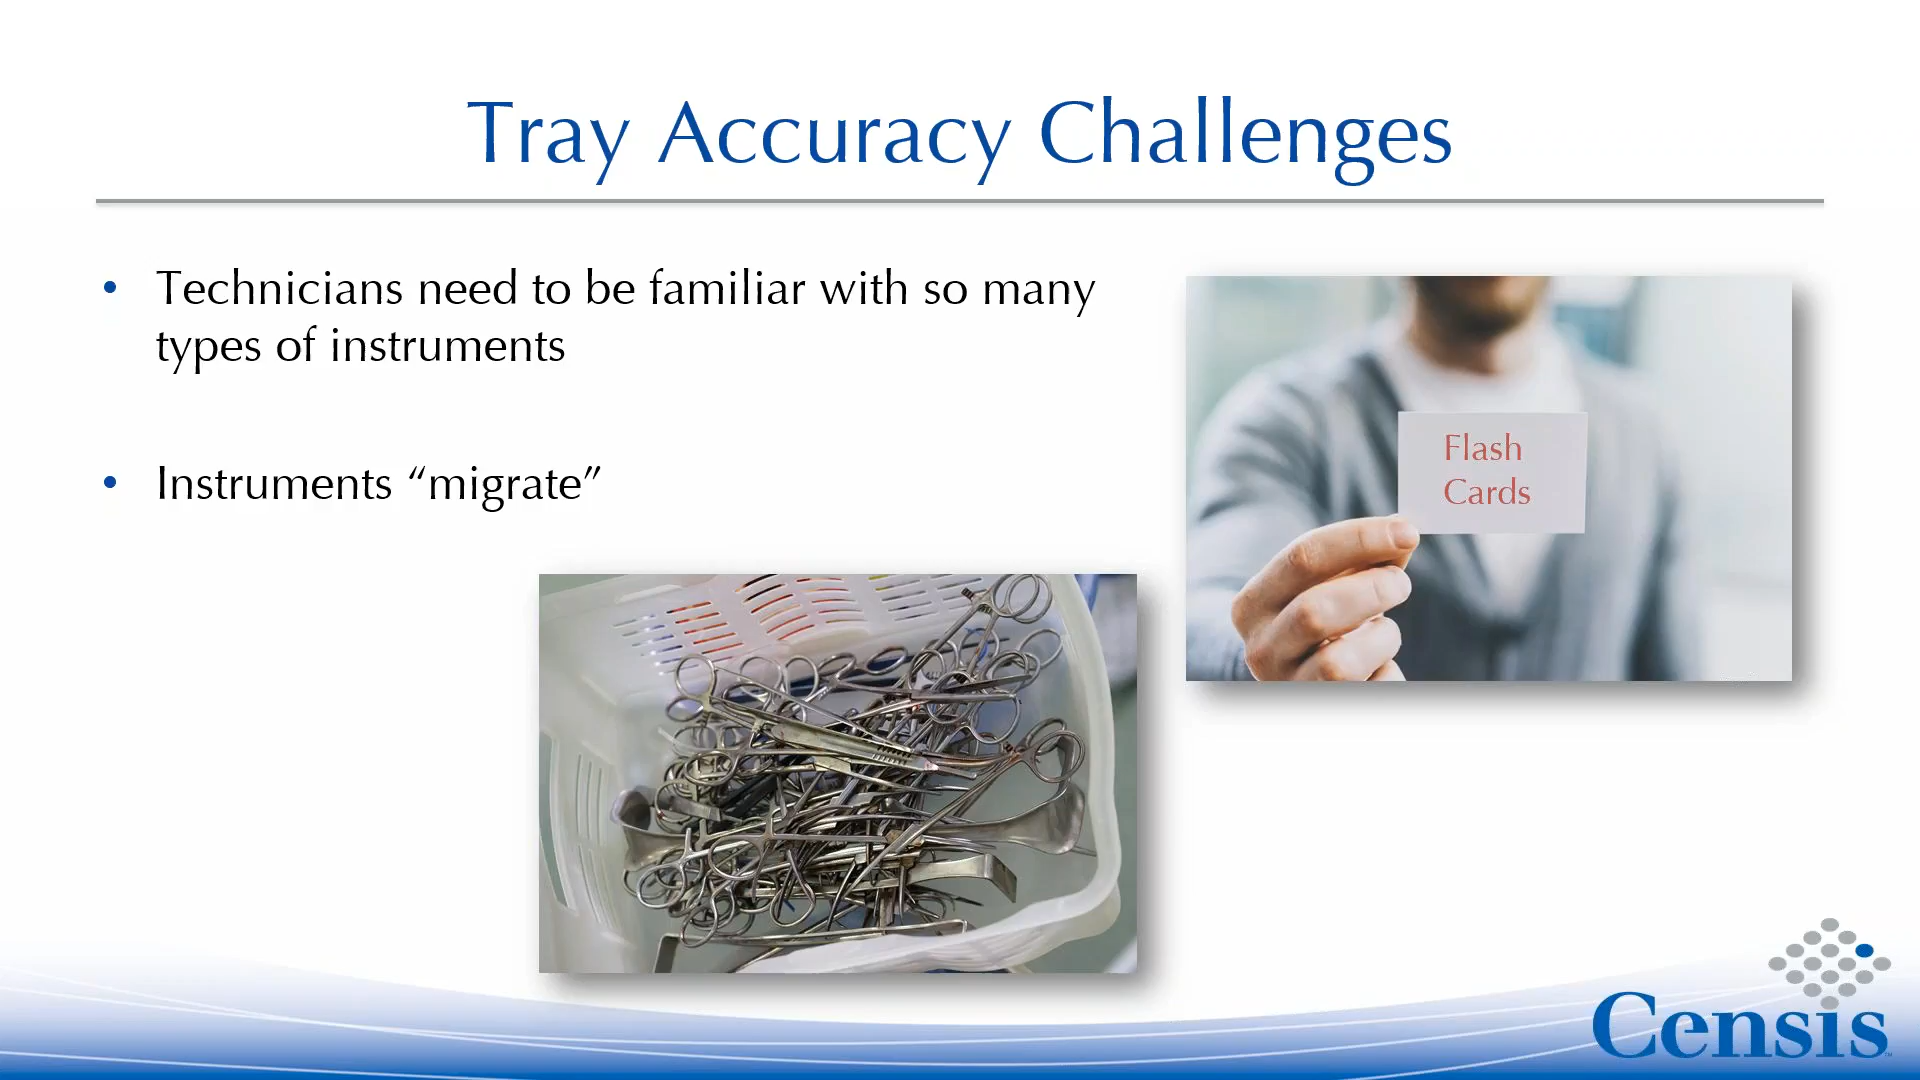 Tray Accuracy Challenges
• Technicians need to be familiar with so many
types of instruments
• Instruments “migrate”
Flash
Cards
Censis